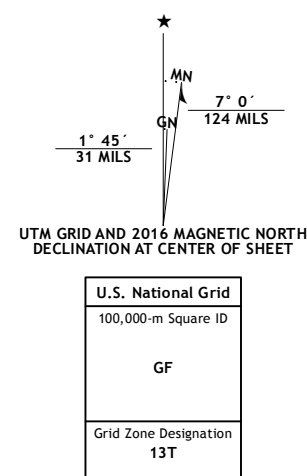 ★
MN
GN
7° 0´
124 MILS
1° 45´
31 MILS
UTM GRID AND 2016 MAGNETIC NORTH
DECLINATION AT CENTER OF SHEET
U.S. National Grid
100,000-m Square ID
GF
Grid Zone Designation
13T